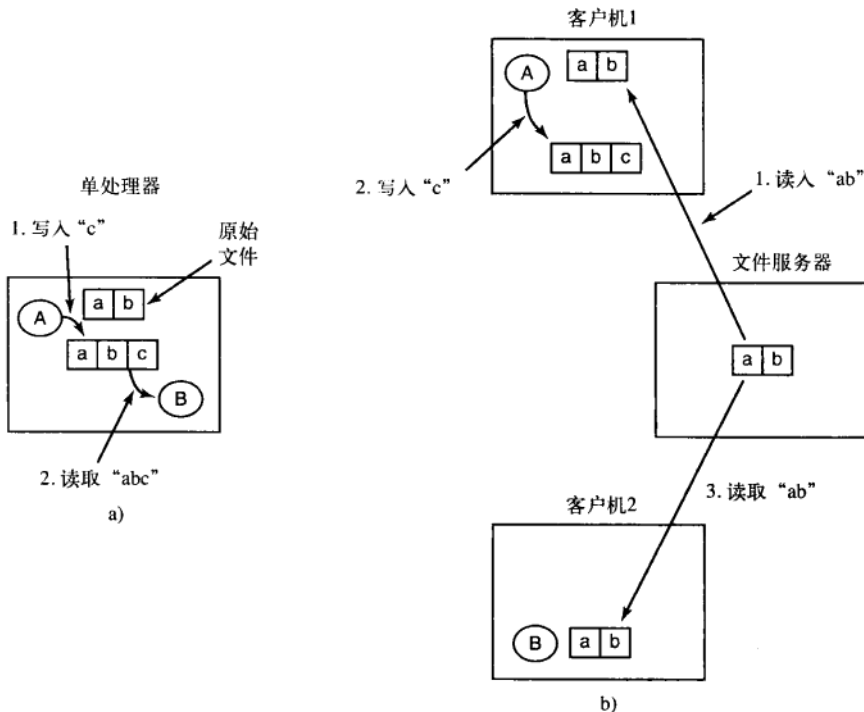 单处理器
1. 写入“c”
原始
文件
A
a b
a b c
B
2. 读取“abc”
a)
客户机1
A
a b
2. 写入“c”
a b c
1. 读入“ab”
文件服务器
a b
3. 读取“ab”
客户机2
B
a b
b)